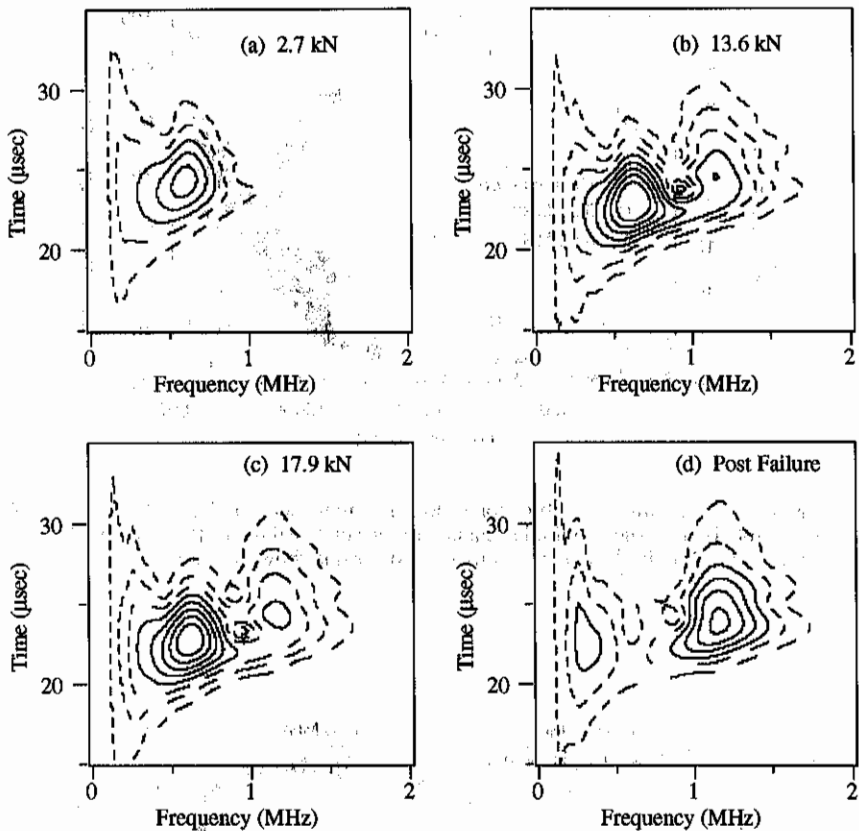 (a) 2.7 kN
30
20
Time (μsec)
0
1
2
Frequency (MHz)
(b) 13.6 kN
30
20
Time (μsec)
0
1
2
Frequency (MHz)
(c) 17.9 kN
30
20
Time (μsec)
0
1
2
Frequency (MHz)
(d) Post Failure
30
20
Time (μsec)
0
1
2
Frequency (MHz)